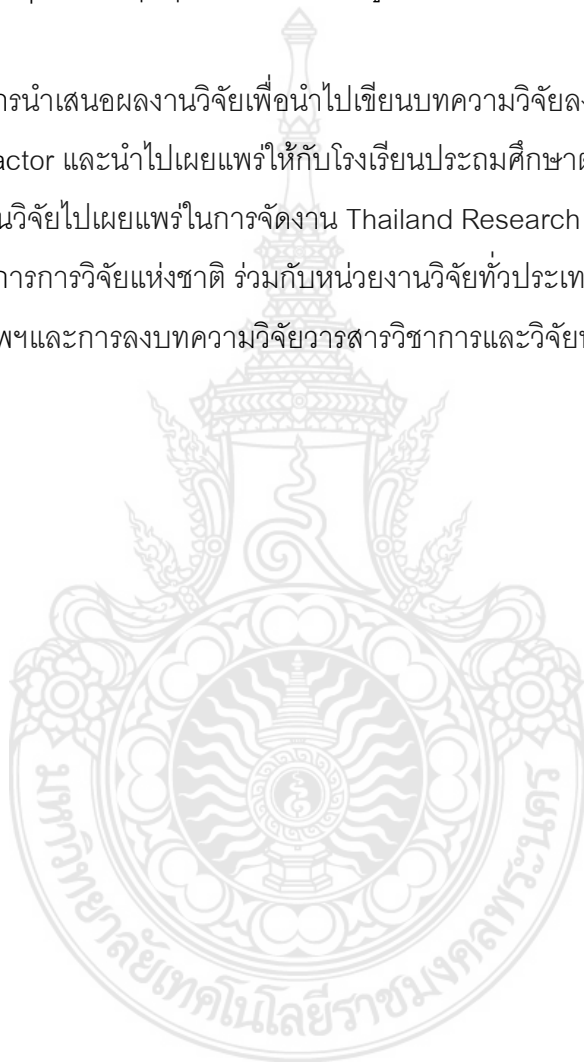 ารนำเสนอผลงานวิจัยเพื่อนำไปเขียนบทความวิจัยล
actor และนำไปเผยแพร่ให้กับโรงเรียนประถมศึกษา
นวิจัยไปเผยแพร่ในการจัดงาน Thailand Research
การการวิจัยแห่งชาติ ร่วมกับหน่วยงานวิจัยทั่วประเท
พฯและการลงบทความวิจัยวารสารวิชาการและวิจัย
มหาวิทยาลัยเทคโนโลยีราชมงคลพระนคร